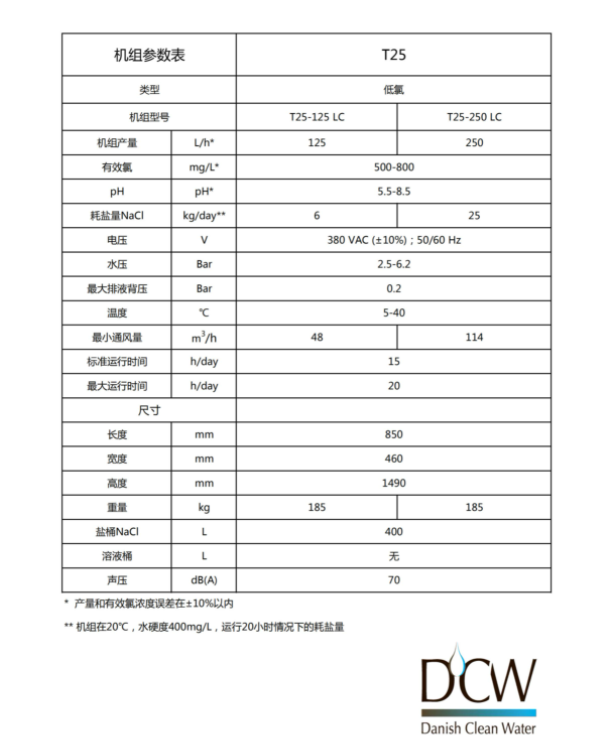 机组参数表 T25
类型 低氯
机组型号 T25-125 LC T25-250 LC
机组产量 L/h* 125 250
有效氯 mg/L* 500-800
pH pH* 5.5-8.5
耗盐量NaCl kg/day** 6 25
电压 V 380 VAC (±10%)；50/60 Hz
水压 Bar 2.5-6.2
最大排液背压 Bar 0.2
温度 ℃ 5-40
最小通风量 m³/h 48 114
标准运行时间 h/day 15
最大运行时间 h/day 20
尺寸
长度 mm 850
宽度 mm 460
高度 mm 1490
重量 kg 185 185
盐桶NaCl L 400
溶液桶 L 无
声压 dB(A) 70
* 产量和有效氯浓度误差在±10%以内
** 机组在20℃，水硬度400mg/L，运行20小时情况下的耗盐量
DCW
Danish Clean Water